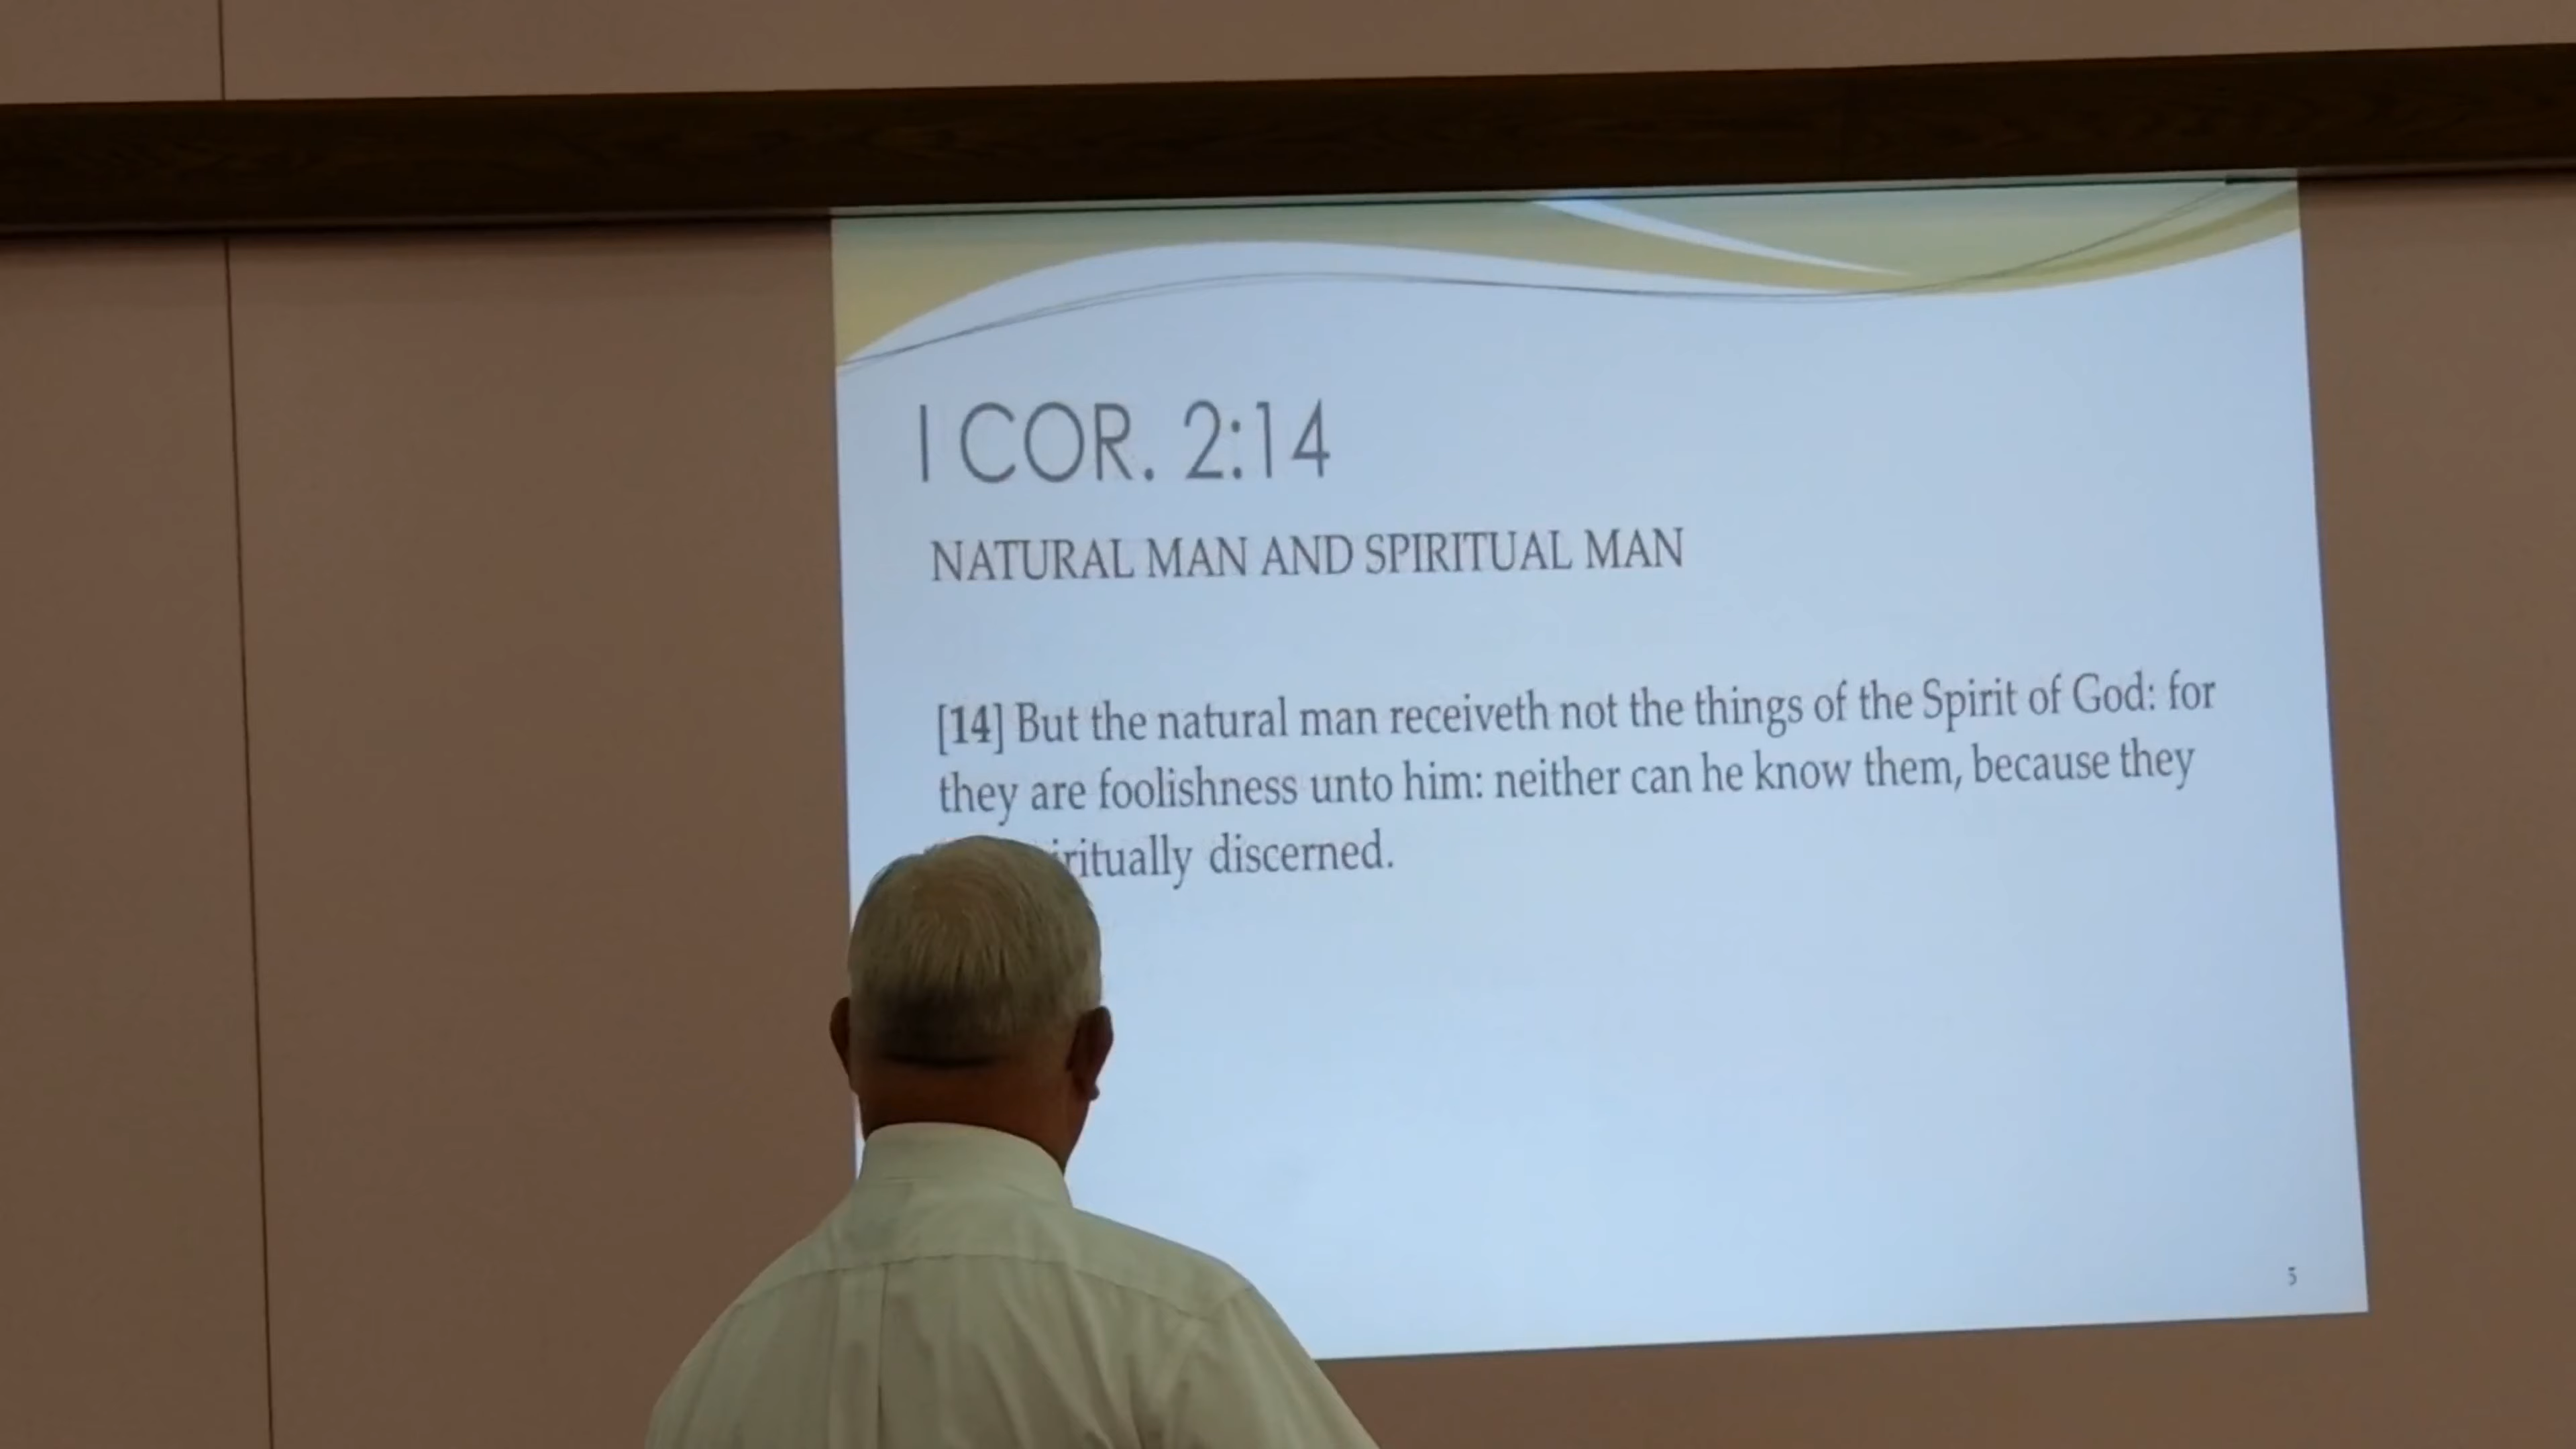 I COR. 2:14
NATURAL MAN AND SPIRITUAL MAN
[14] But the natural man receiveth not the things of the Spirit of God: for
they are foolishness unto him: neither can he know them, because they
discerned.
5